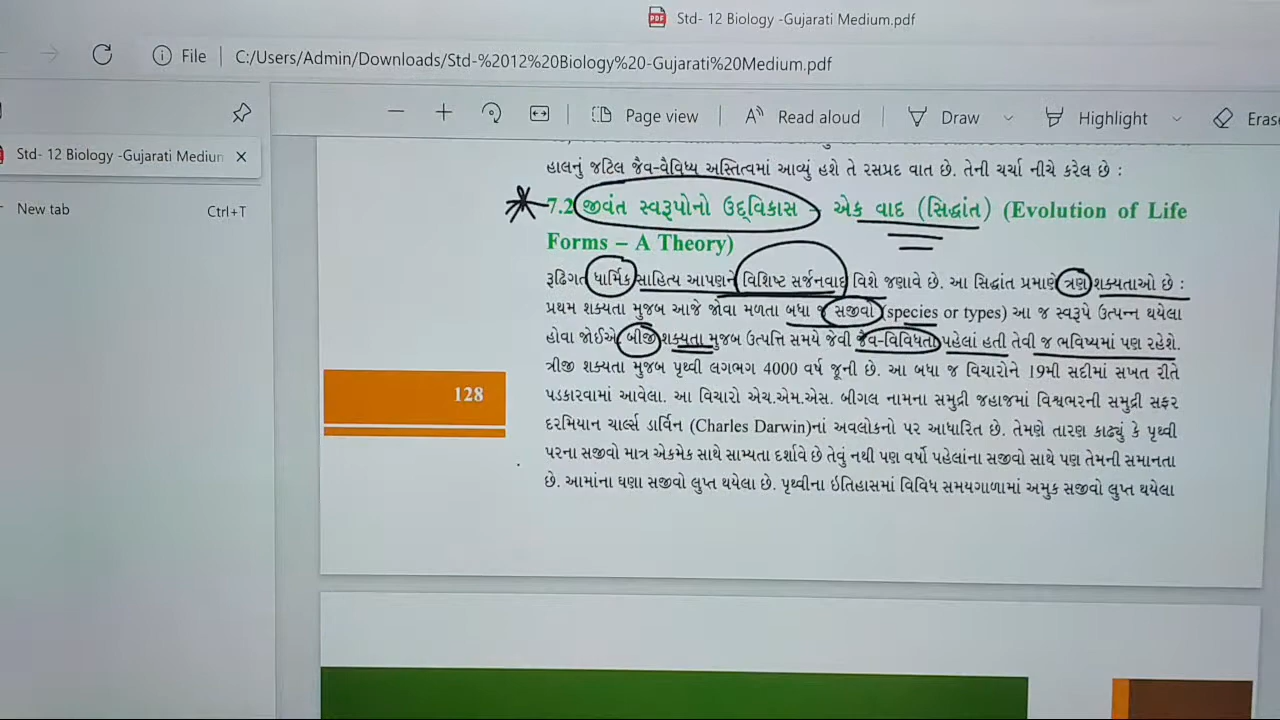 Std- 12 Biology -Gujarati Medium.pdf
File C:/Users/Admin/Downloads/Std-%2012%20Biology%20-Gujarati%20Medium.pdf
Page view Read aloud Draw Highlight Erase
Std- 12 Biology -Gujarati Medium
New tab Ctrl+T
હાલનું જટિલ જૈવ-વૈવિધ્ય અસ્તિત્વમાં આવ્યું હશે તે રસપ્રદ વાત છે. તેની ચર્ચા નીચે કરેલ છે :
7.2 જીવંત સ્વરૂપોનો ઉદ્‌વિકાસ - એક વાદ (સિદ્ધાંત) (Evolution of Life
Forms – A Theory)
રૂઢિગત ધાર્મિક સાહિત્ય આપણને વિશિષ્ટ સર્જનવાદ વિશે જણાવે છે. આ સિદ્ધાંત પ્રમાણે ત્રણ શક્યતાઓ છે :
પ્રથમ શક્યતા મુજબ આજે જોવા મળતા બધા જ સજીવો (species or types) આ જ સ્વરૂપે ઉત્પન્ન થયેલા
હોવા જોઈએ બીજી શક્યતા મુજબ ઉત્પત્તિ સમયે જેવી જૈવ-વિવિધતા પહેલાં હતી તેવી જ ભવિષ્યમાં પણ રહેશે.
ત્રીજી શક્યતા મુજબ પૃથ્વી લગભગ 4000 વર્ષ જૂની છે. આ બધા જ વિચારોને 19મી સદીમાં સખત રીતે
128
પડકારવામાં આવેલા. આ વિચારો એચ.એમ.એસ. બીગલ નામના સમુદ્રી જહાજમાં વિશ્વભરની સમુદ્રી સફર
દરમિયાન ચાર્લ્સ ડાર્વિન (Charles Darwin)નાં અવલોકનો પર આધારિત છે. તેમણે તારણ કાઢ્યું કે પૃથ્વી
પરના સજીવો માત્ર એકમેક સાથે સામ્યતા દર્શાવે છે તેવું નથી પણ વર્ષો પહેલાંના સજીવો સાથે પણ તેમની સમાનતા
છે. આમાંના ઘણા સજીવો લુપ્ત થયેલા છે. પૃથ્વીના ઇતિહાસમાં વિવિધ સમયગાળામાં અમુક સજીવો લુપ્ત થયેલા